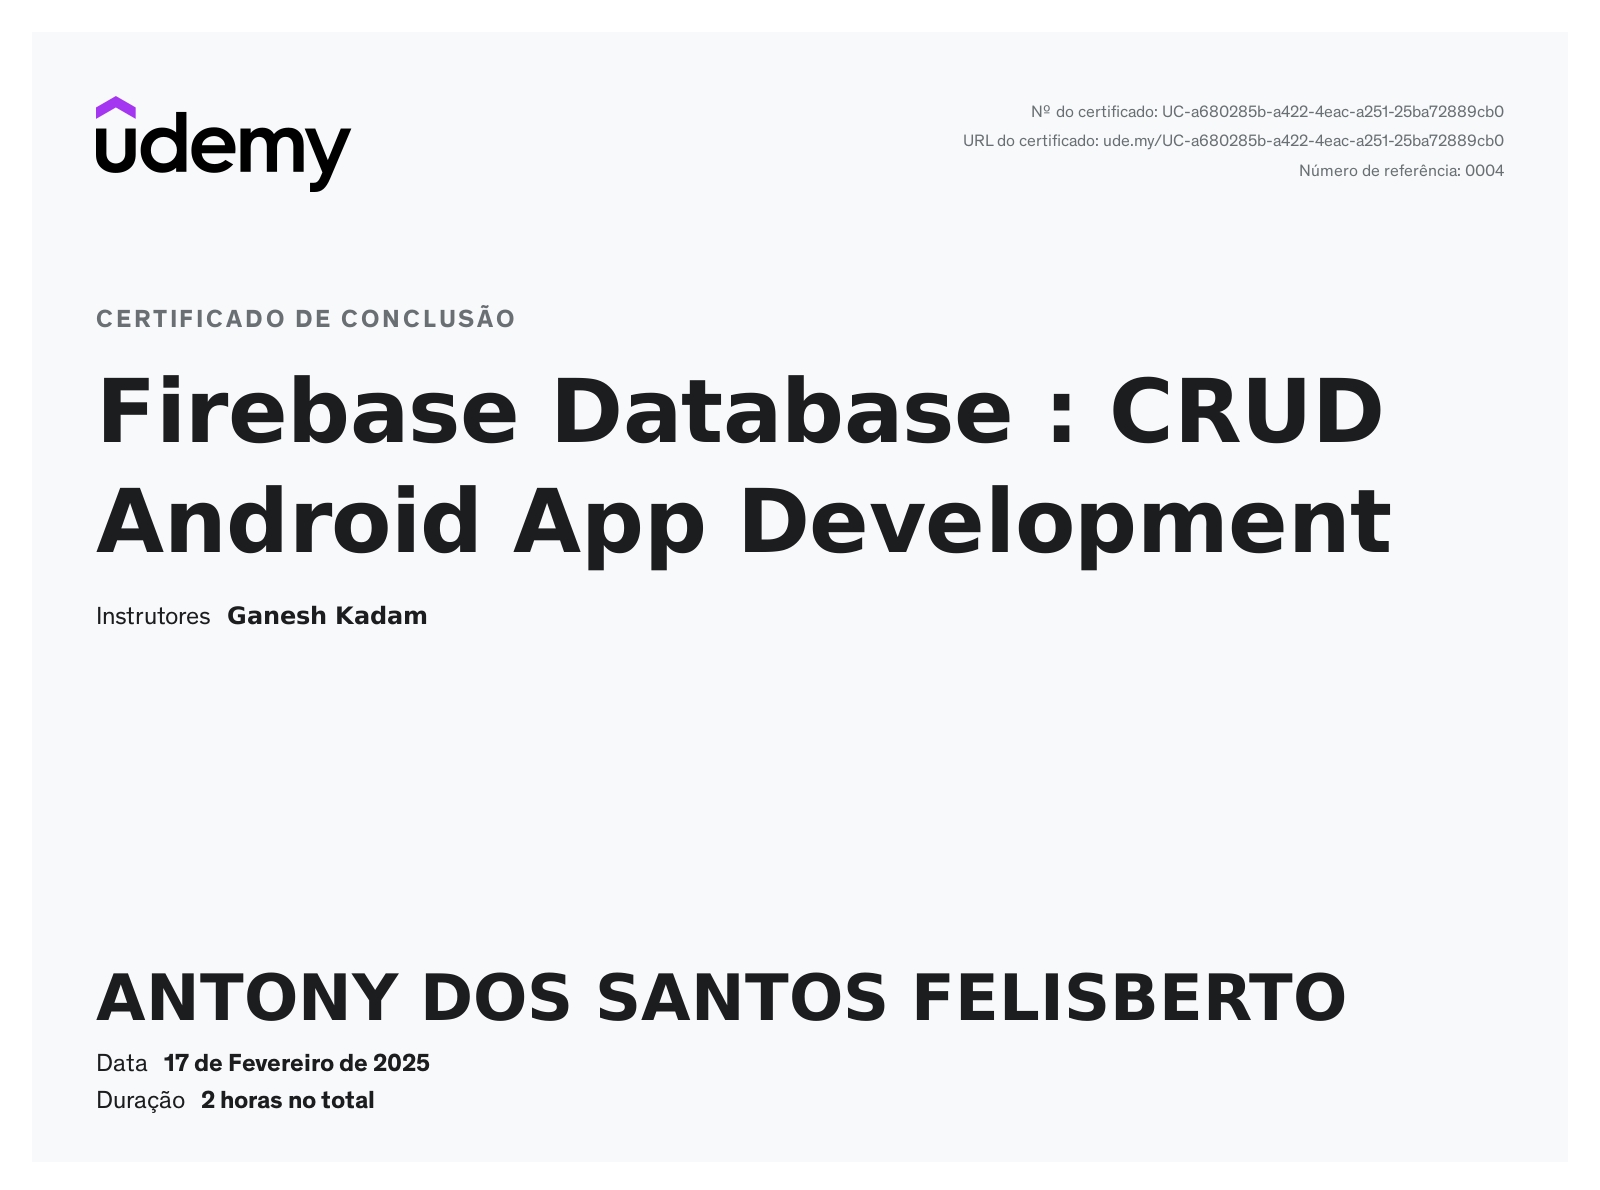 udemy
Nº do certificado: UC-a680285b-a422-4eac-a251-25ba72889cb0
URL do certificado: ude.my/UC-a680285b-a422-4eac-a251-25ba72889cb0
Número de referência: 0004
CERTIFICADO DE CONCLUSÃO
Firebase Database : CRUD
Android App Development
Instrutores Ganesh Kadam
ANTONY DOS SANTOS FELISBERTO
Data 17 de Fevereiro de 2025
Duração 2 horas no total